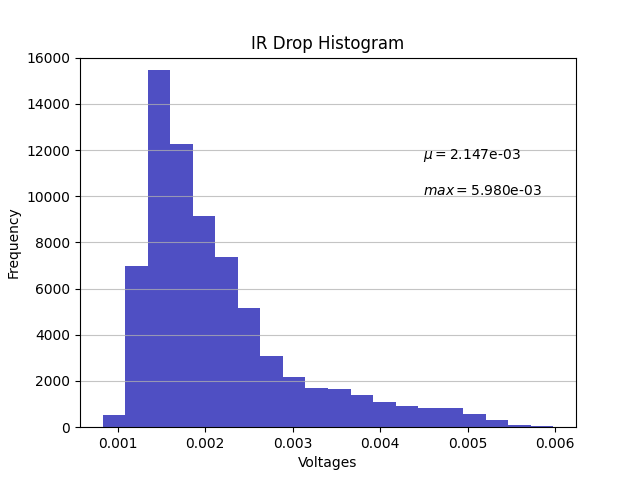 IR Drop Histogram
16000
14000
12000
10000
8000
6000
4000
2000
0
Frequency
μ = 2.147e-03
max = 5.980e-03
0.001 0.002 0.003 0.004 0.005 0.006
Voltages